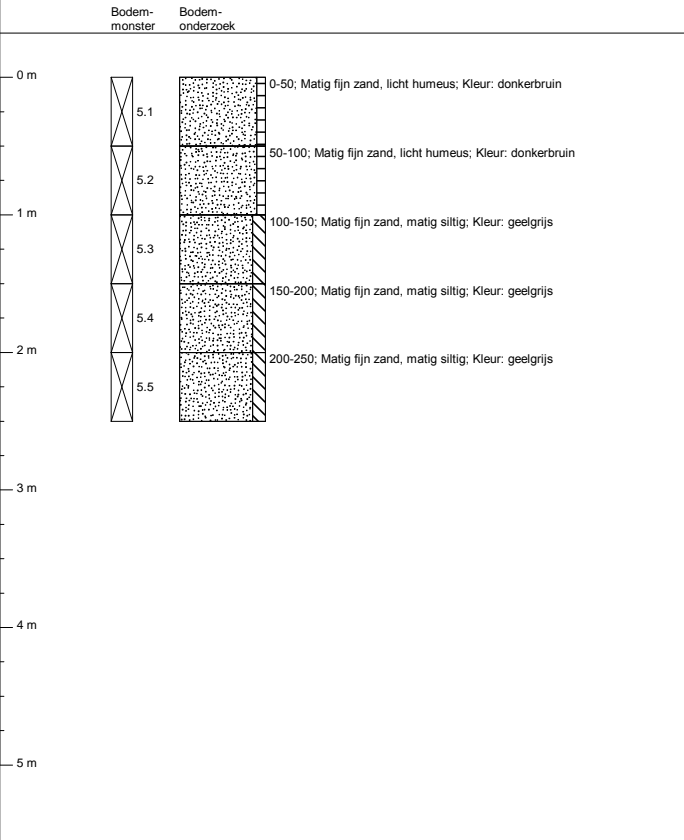 Bodem-
monster
Bodem-
onderzoek
0 m
0-50; Matig fijn zand, licht humeus; Kleur: donkerbruin
5.1
50-100; Matig fijn zand, licht humeus; Kleur: donkerbruin
5.2
1 m
100-150; Matig fijn zand, matig siltig; Kleur: geelgrijs
5.3
150-200; Matig fijn zand, matig siltig; Kleur: geelgrijs
5.4
2 m
200-250; Matig fijn zand, matig siltig; Kleur: geelgrijs
5.5
3 m
4 m
5 m